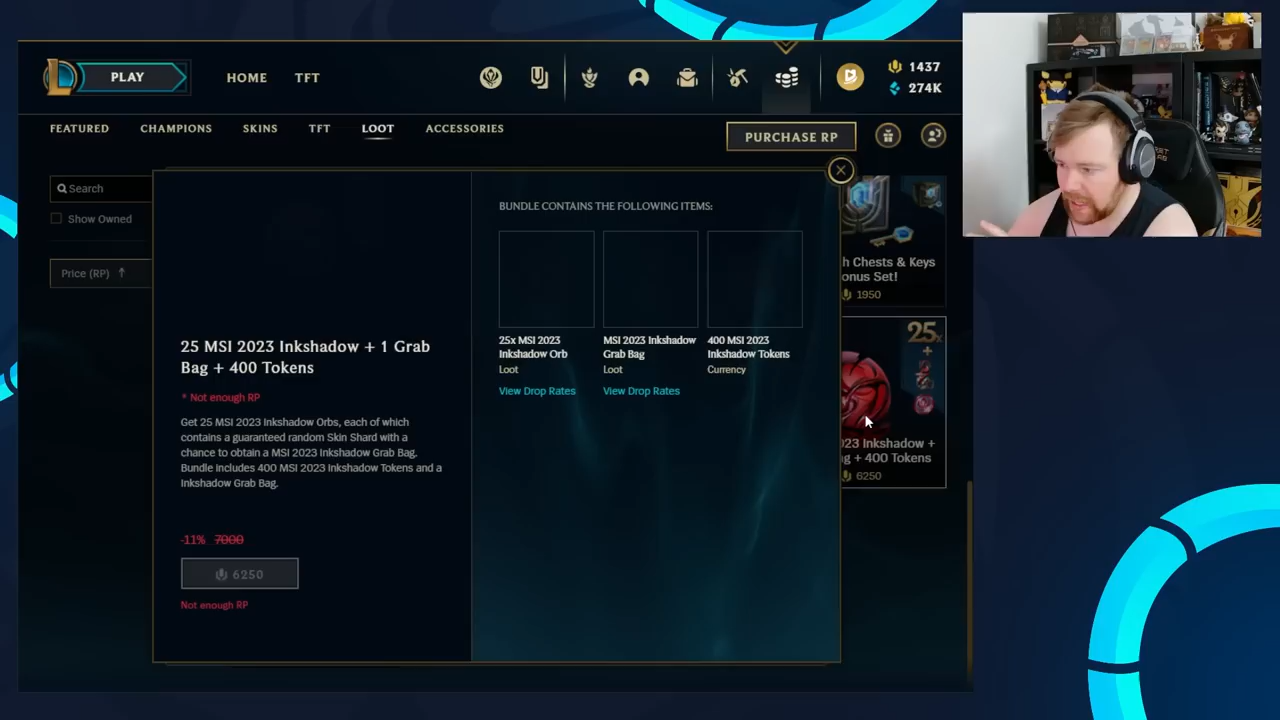 PLAY
HOME
TFT
1437
274K
FEATURED
CHAMPIONS
SKINS
TFT
LOOT
ACCESSORIES
PURCHASE RP
Search
Show Owned
Price (RP)
25 MSI 2023 Inkshadow + 1 Grab
Bag + 400 Tokens
* Not enough RP
Get 25 MSI 2023 Inkshadow Orbs, each of which
contains a guaranteed random Skin Shard with a
chance to obtain a MSI 2023 Inkshadow Grab Bag.
Bundle includes 400 MSI 2023 Inkshadow Tokens and a
Inkshadow Grab Bag.
-11% 7000
6250
Not enough RP
BUNDLE CONTAINS THE FOLLOWING ITEMS:
25x MSI 2023
Inkshadow Orb
Loot
View Drop Rates
MSI 2023 Inkshadow
Grab Bag
Loot
View Drop Rates
400 MSI 2023
Inkshadow Tokens
Currency
h Chests & Keys
onus Set!
1950
25x
+
023 Inkshadow +
g + 400 Tokens
6250